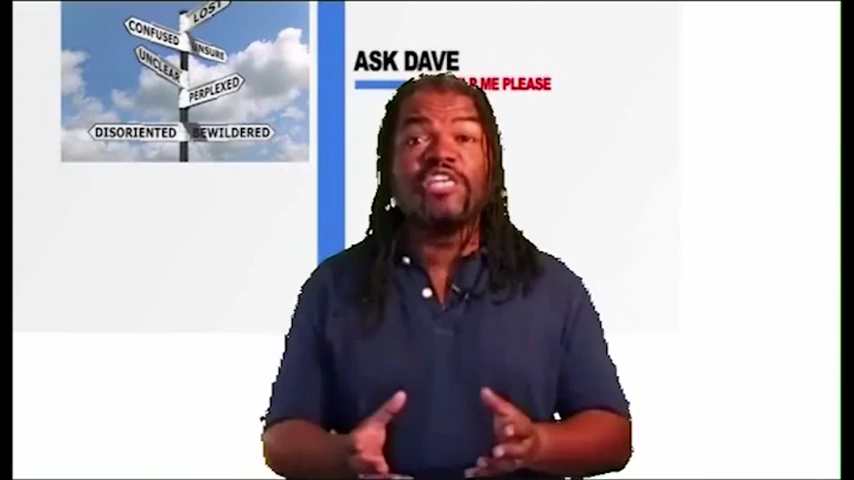 LOST
CONFUSED
UNSURE
UNCLEAR
PERPLEXED
DISORIENTED
BEWILDERED
ASK DAVE
ME PLEASE